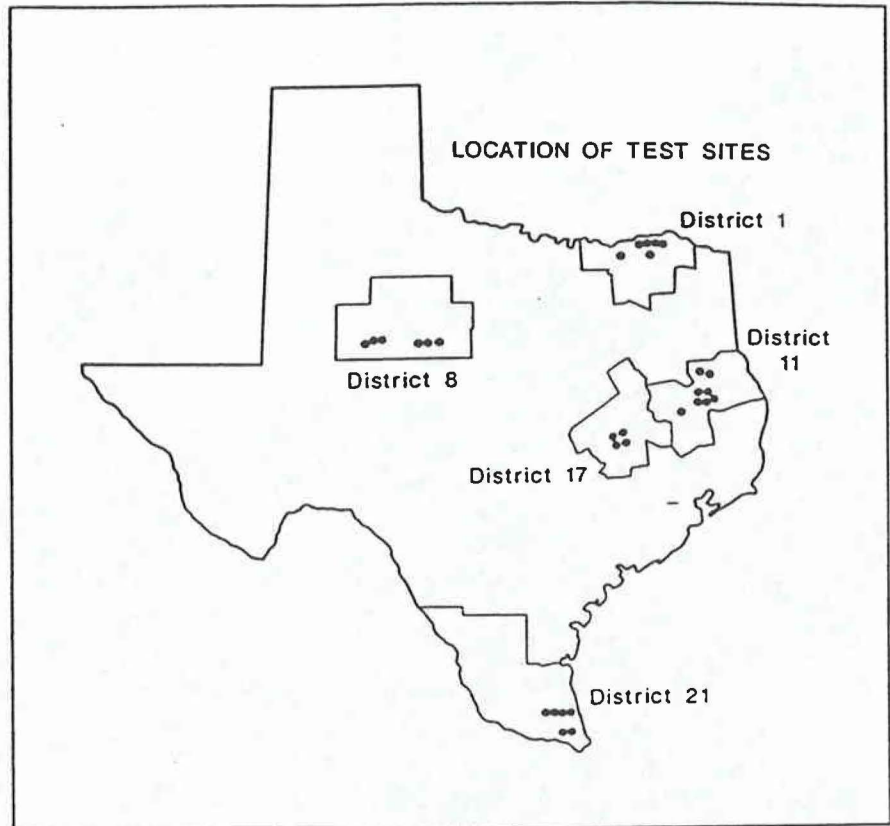 LOCATION OF TEST SITES
District 1
District
11
District 8
District 17
District 21